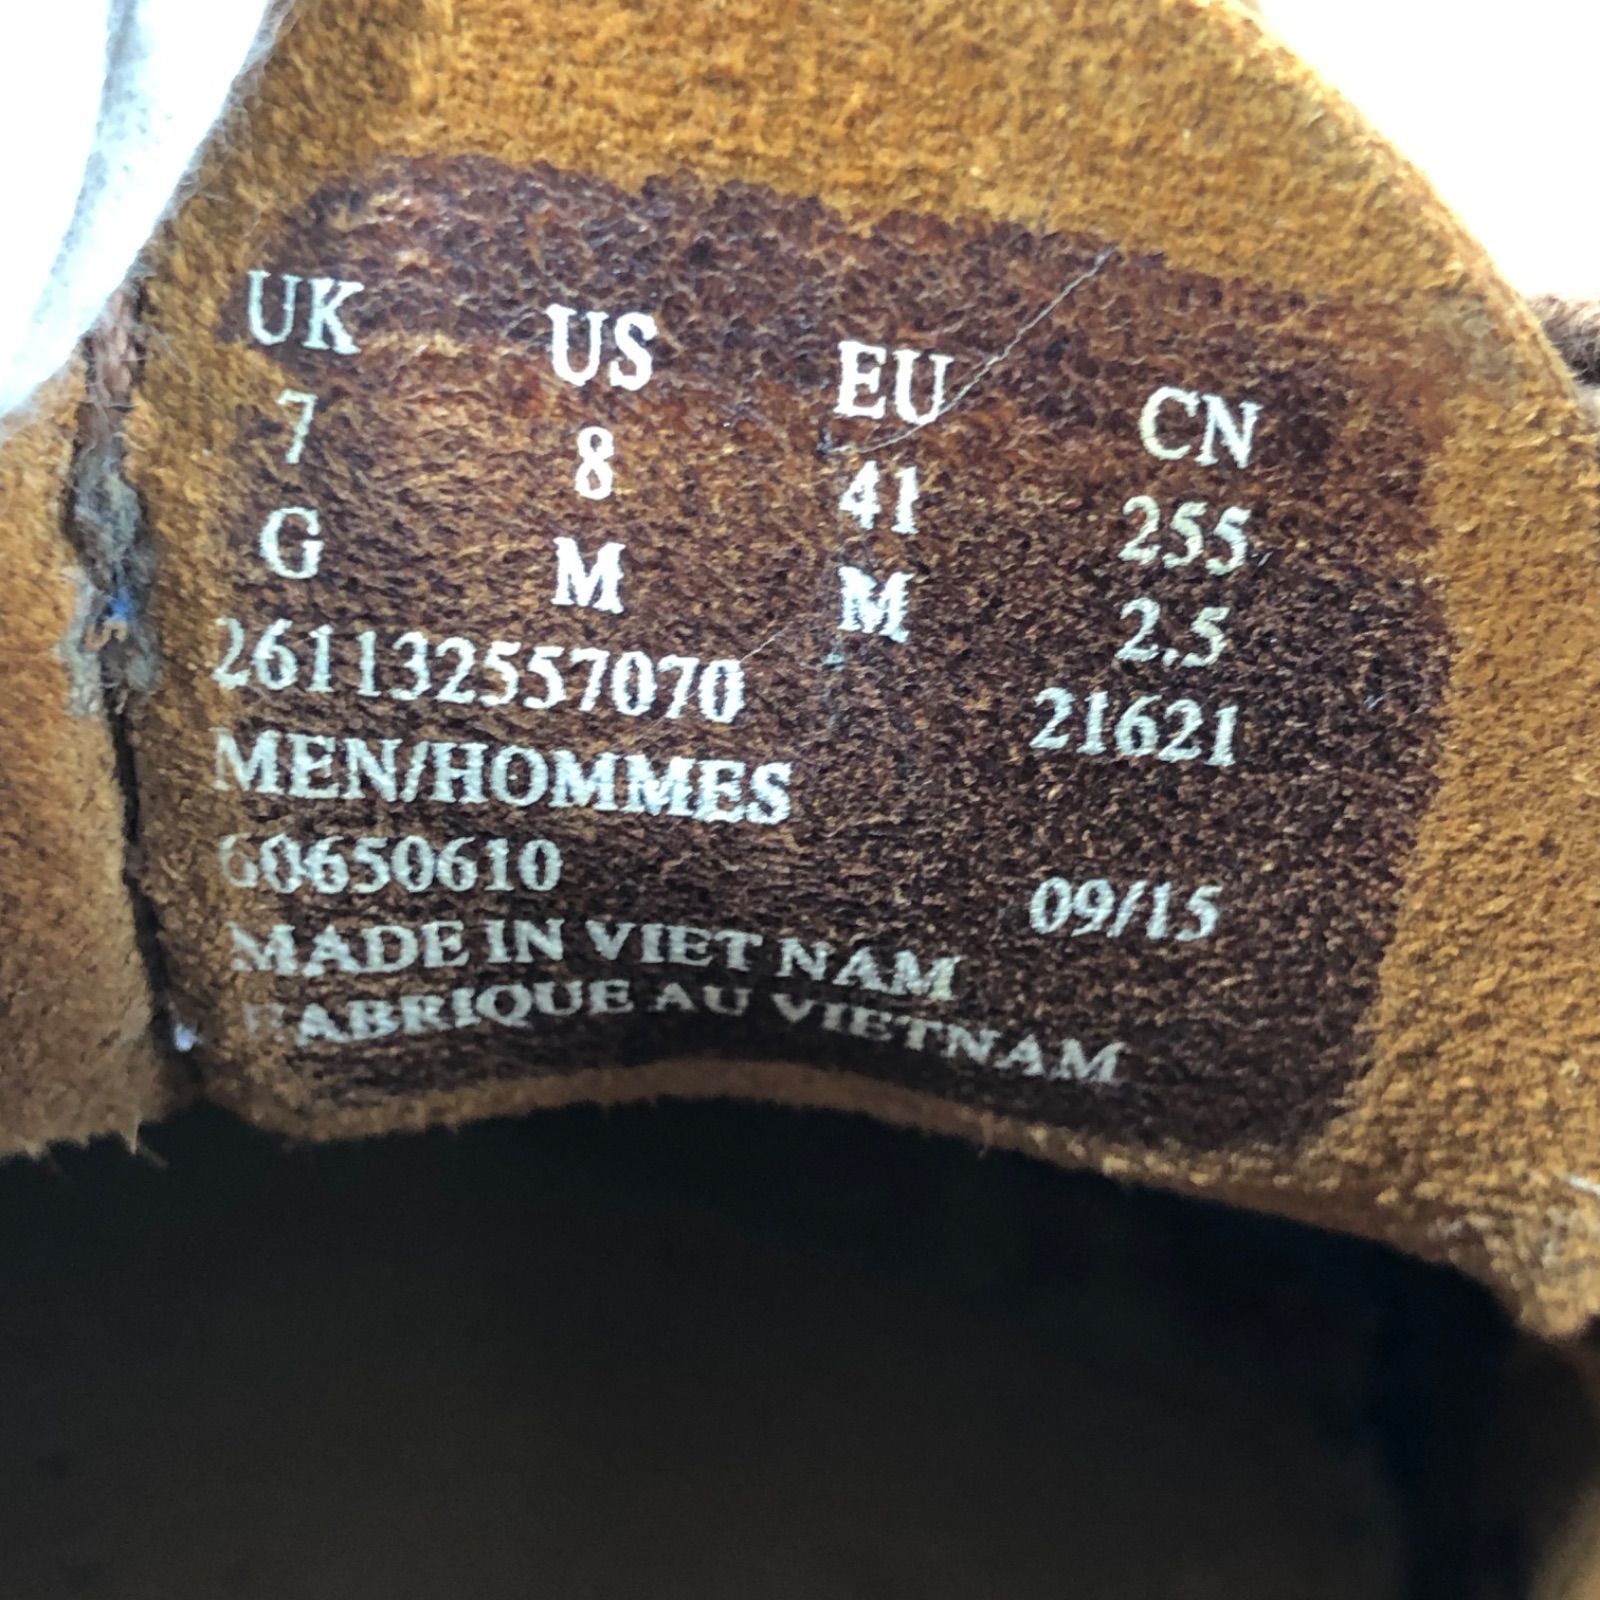 UK US EU CN
7 8 41 255
G M M 2.5
261132557070 21621
MEN/HOMMES
60650610 09/15
MADE IN VIET NAM
FABRIQUE AU VIETNAM